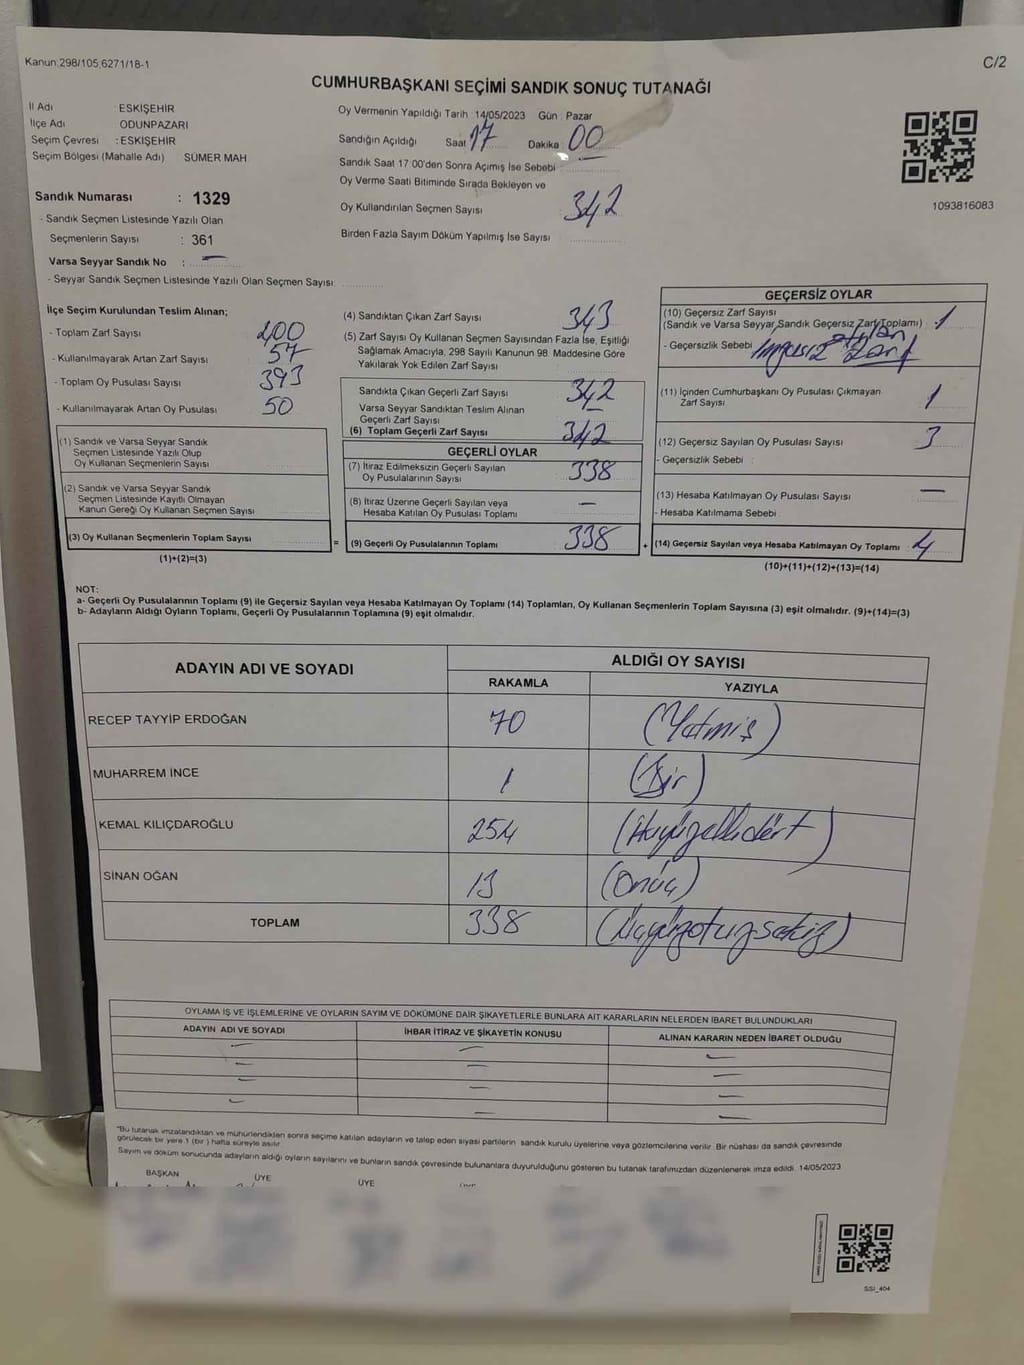 Kanun:298/105;6271/18-1
C/2
CUMHURBAŞKANI SEÇİMİ SANDIK SONUÇ TUTANAĞI
İl Adı ESKİŞEHİR
İlçe Adı ODUNPAZARI
Seçim Çevresi : ESKİŞEHİR
Seçim Bölgesi (Mahalle Adı) SÜMER MAH.
Sandık Numarası : 1329
- Sandık Seçmen Listesinde Yazılı Olan
Seçmenlerin Sayısı : 361
Varsa Seyyar Sandık No : —
- Seyyar Sandık Seçmen Listesinde Yazılı Olan Seçmen Sayısı
Oy Vermenin Yapıldığı Tarih : 14/05/2023 Gün : Pazar
Sandığın Açıldığı Saat 17 Dakika 00
Sandık Saat 17:00'den Sonra Açımış İse Sebebi
Oy Verme Saati Bitiminde Sırada Bekleyen ve
Oy Kullandırılan Seçmen Sayısı 342
Birden Fazla Sayım Döküm Yapılmış İse Sayısı
1093816083
İlçe Seçim Kurulundan Teslim Alınan;
- Toplam Zarf Sayısı 400
- Kullanılmayarak Artan Zarf Sayısı 57
- Toplam Oy Pusulası Sayısı 393
- Kullanılmayarak Artan Oy Pusulası 50
(1) Sandık ve Varsa Seyyar Sandık
Seçmen Listesinde Yazılı Olup
Oy Kullanan Seçmenlerin Sayısı
(2) Sandık ve Varsa Seyyar Sandık
Seçmen Listesinde Kayıtlı Olmayan
Kanun Gereği Oy Kullanan Seçmen Sayısı
(3) Oy Kullanan Seçmenlerin Toplam Sayısı
(1)+(2)=(3)
(4) Sandıktan Çıkan Zarf Sayısı 343
(5) Zarf Sayısı Oy Kullanan Seçmen Sayısından Fazla İse, Eşitliği
Sağlamak Amacıyla, 298 Sayılı Kanunun 98. Maddesine Göre
Yakılarak Yok Edilen Zarf Sayısı
Sandıkta Çıkan Geçerli Zarf Sayısı 342
Varsa Seyyar Sandıktan Teslim Alınan
Geçerli Zarf Sayısı —
(6) Toplam Geçerli Zarf Sayısı 342
GEÇERLİ OYLAR
(7) İtiraz Edilmeksizin Geçerli Sayılan
Oy Pusulalarının Sayısı 338
(8) İtiraz Üzerine Geçerli Sayılan veya
Hesaba Katılan Oy Pusulası Toplamı —
= (9) Geçerli Oy Pusulalarının Toplamı 338
GEÇERSİZ OYLAR
(10) Geçersiz Zarf Sayısı
(Sandık ve Varsa Seyyar Sandık Geçersiz Zarf Toplamı) 1
- Geçersizlik Sebebi İmzasız atılan Zarf
(11) İçinden Cumhurbaşkanı Oy Pusulası Çıkmayan
Zarf Sayısı 1
(12) Geçersiz Sayılan Oy Pusulası Sayısı 3
- Geçersizlik Sebebi :
(13) Hesaba Katılmayan Oy Pusulası Sayısı —
- Hesaba Katılmama Sebebi
+ (14) Geçersiz Sayılan veya Hesaba Katılmayan Oy Toplamı 4
(10)+(11)+(12)+(13)=(14)
NOT:
a- Geçerli Oy Pusulalarının Toplamı (9) ile Geçersiz Sayılan veya Hesaba Katılmayan Oy Toplamı (14) Toplamları, Oy Kullanan Seçmenlerin Toplam Sayısına (3) eşit olmalıdır. (9)+(14)=(3)
b- Adayların Aldığı Oyların Toplamı, Geçerli Oy Pusulalarının Toplamına (9) eşit olmalıdır.
ADAYIN ADI VE SOYADI ALDIĞI OY SAYISI
RAKAMLA YAZIYLA
RECEP TAYYİP ERDOĞAN 70 (Yetmiş)
MUHARREM İNCE 1 (Bir)
KEMAL KILIÇDAROĞLU 254 (İkiyüzellidört)
SİNAN OĞAN 13 (Onüç)
TOPLAM 338 (Üçyüzotuzsekiz)
OYLAMA İŞ VE İŞLEMLERİNE VE OYLARIN SAYIM VE DÖKÜMÜNE DAİR ŞİKAYETLERLE BUNLARA AİT KARARLARIN NELERDEN İBARET BULUNDUKLARI
ADAYIN ADI VE SOYADI İHBAR İTİRAZ VE ŞİKAYETİN KONUSU ALINAN KARARIN NEDEN İBARET OLDUĞU
— — —
— — —
— — —
— — —
"Bu tutanak imzalandıktan ve mühürlendikten sonra seçime katılan adayların ve talep eden siyasi partilerin sandık kurulu üyelerine veya gözlemcilerine verilir. Bir nüshası da sandık çevresinde
görülecek bir yere 1 (bir) hafta süreyle asılır.
Sayım ve döküm sonucunda adayların aldığı oyların sayılarını ve bunların sandık çevresinde bulunanlara duyurulduğunu gösteren bu tutanak tarafımızdan düzenlenerek imza edildi. 14/05/2023
BAŞKAN ÜYE ÜYE
SSI_404